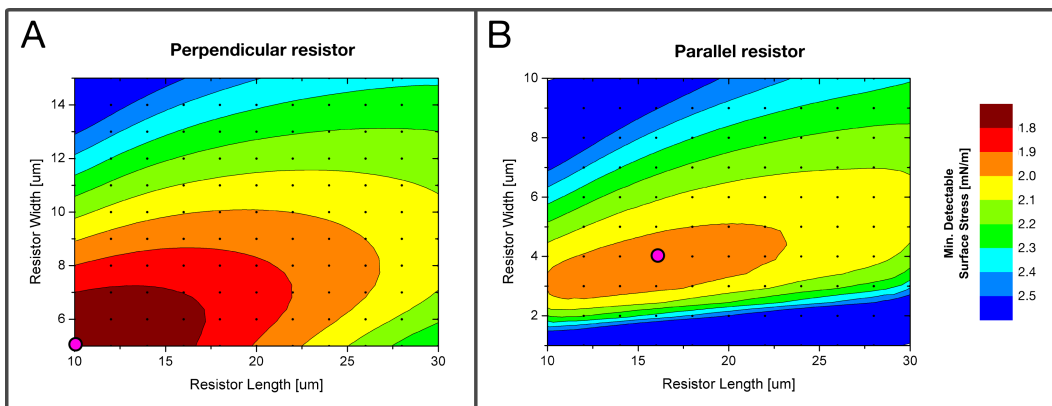 A
Perpendicular resistor
Resistor Width [um]
14
12
10
8
6
10
15
20
25
30
Resistor Length [um]
B
Parallel resistor
Resistor Width [um]
10
8
6
4
2
10
15
20
25
30
Resistor Length [um]
Min. Detectable
Surface Stress [mN/m]
1.8
1.9
2.0
2.1
2.2
2.3
2.4
2.5